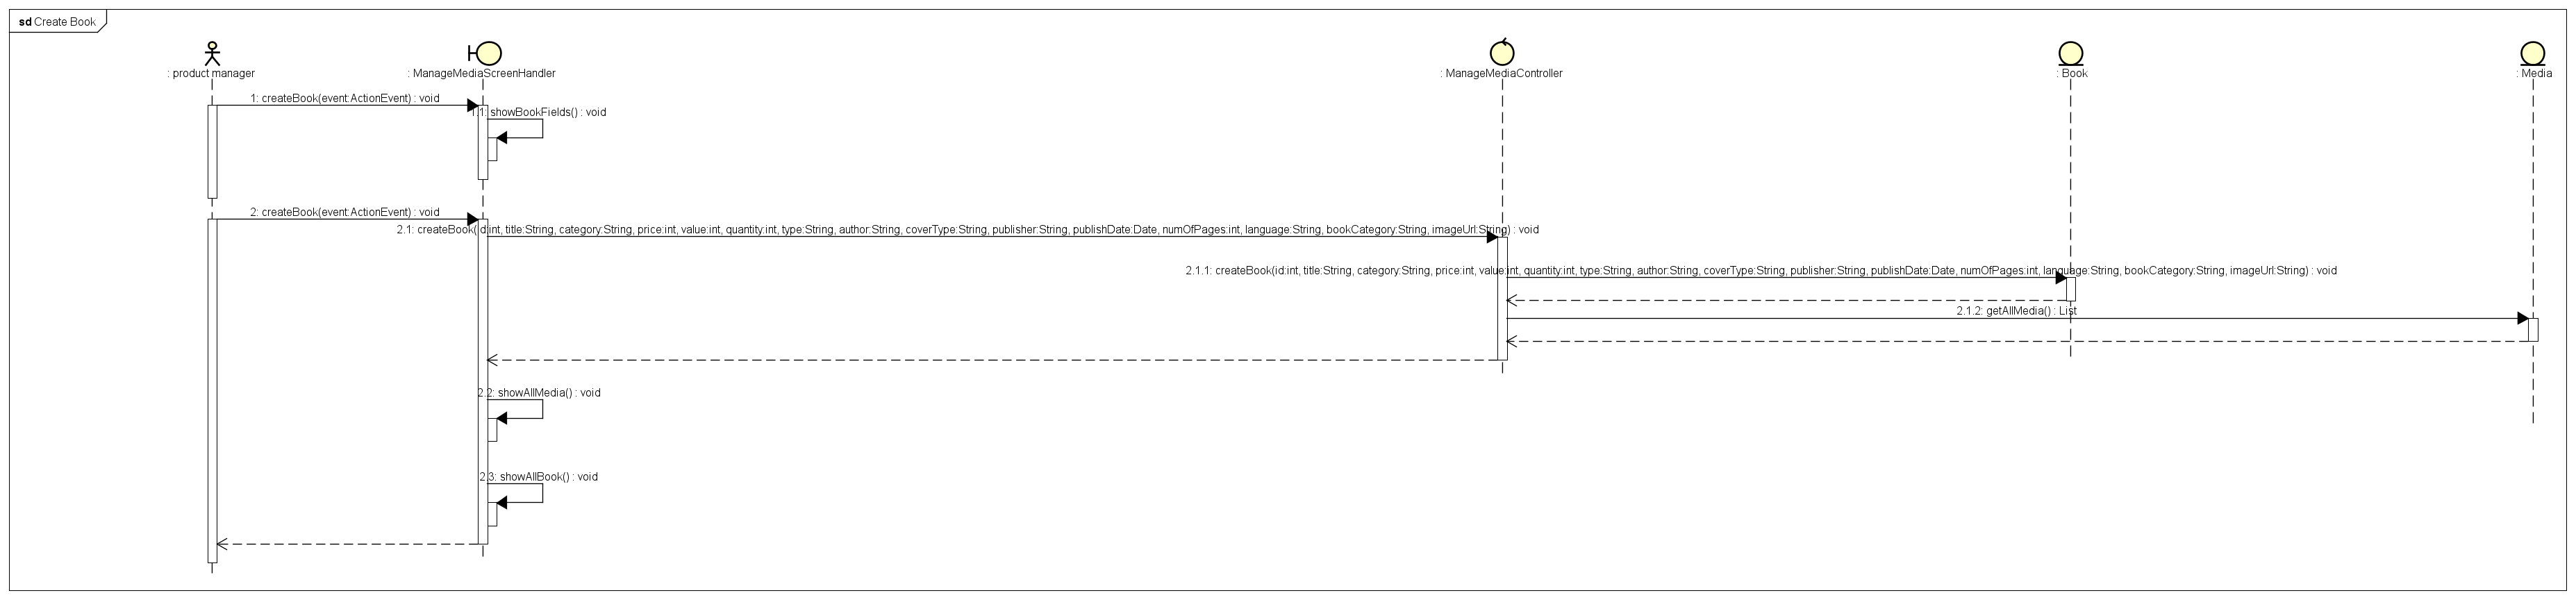 sd Create Book
: product manager
: ManageMediaScreenHandler
: ManageMediaController
: Book
: Media
1: createBook(event:ActionEvent) : void
1.1: showBookFields() : void
2: createBook(event:ActionEvent) : void
2.1: createBook(id:int, title:String, category:String, price:int, value:int, quantity:int, type:String, author:String, coverType:String, publisher:String, publishDate:Date, numOfPages:int, language:String, bookCategory:String, imageUrl:String) : void
2.1.1: createBook(id:int, title:String, category:String, price:int, value:int, quantity:int, type:String, author:String, coverType:String, publisher:String, publishDate:Date, numOfPages:int, language:String, bookCategory:String, imageUrl:String) : void
2.1.2: getAllMedia() : List
2.2: showAllMedia() : void
2.3: showAllBook() : void